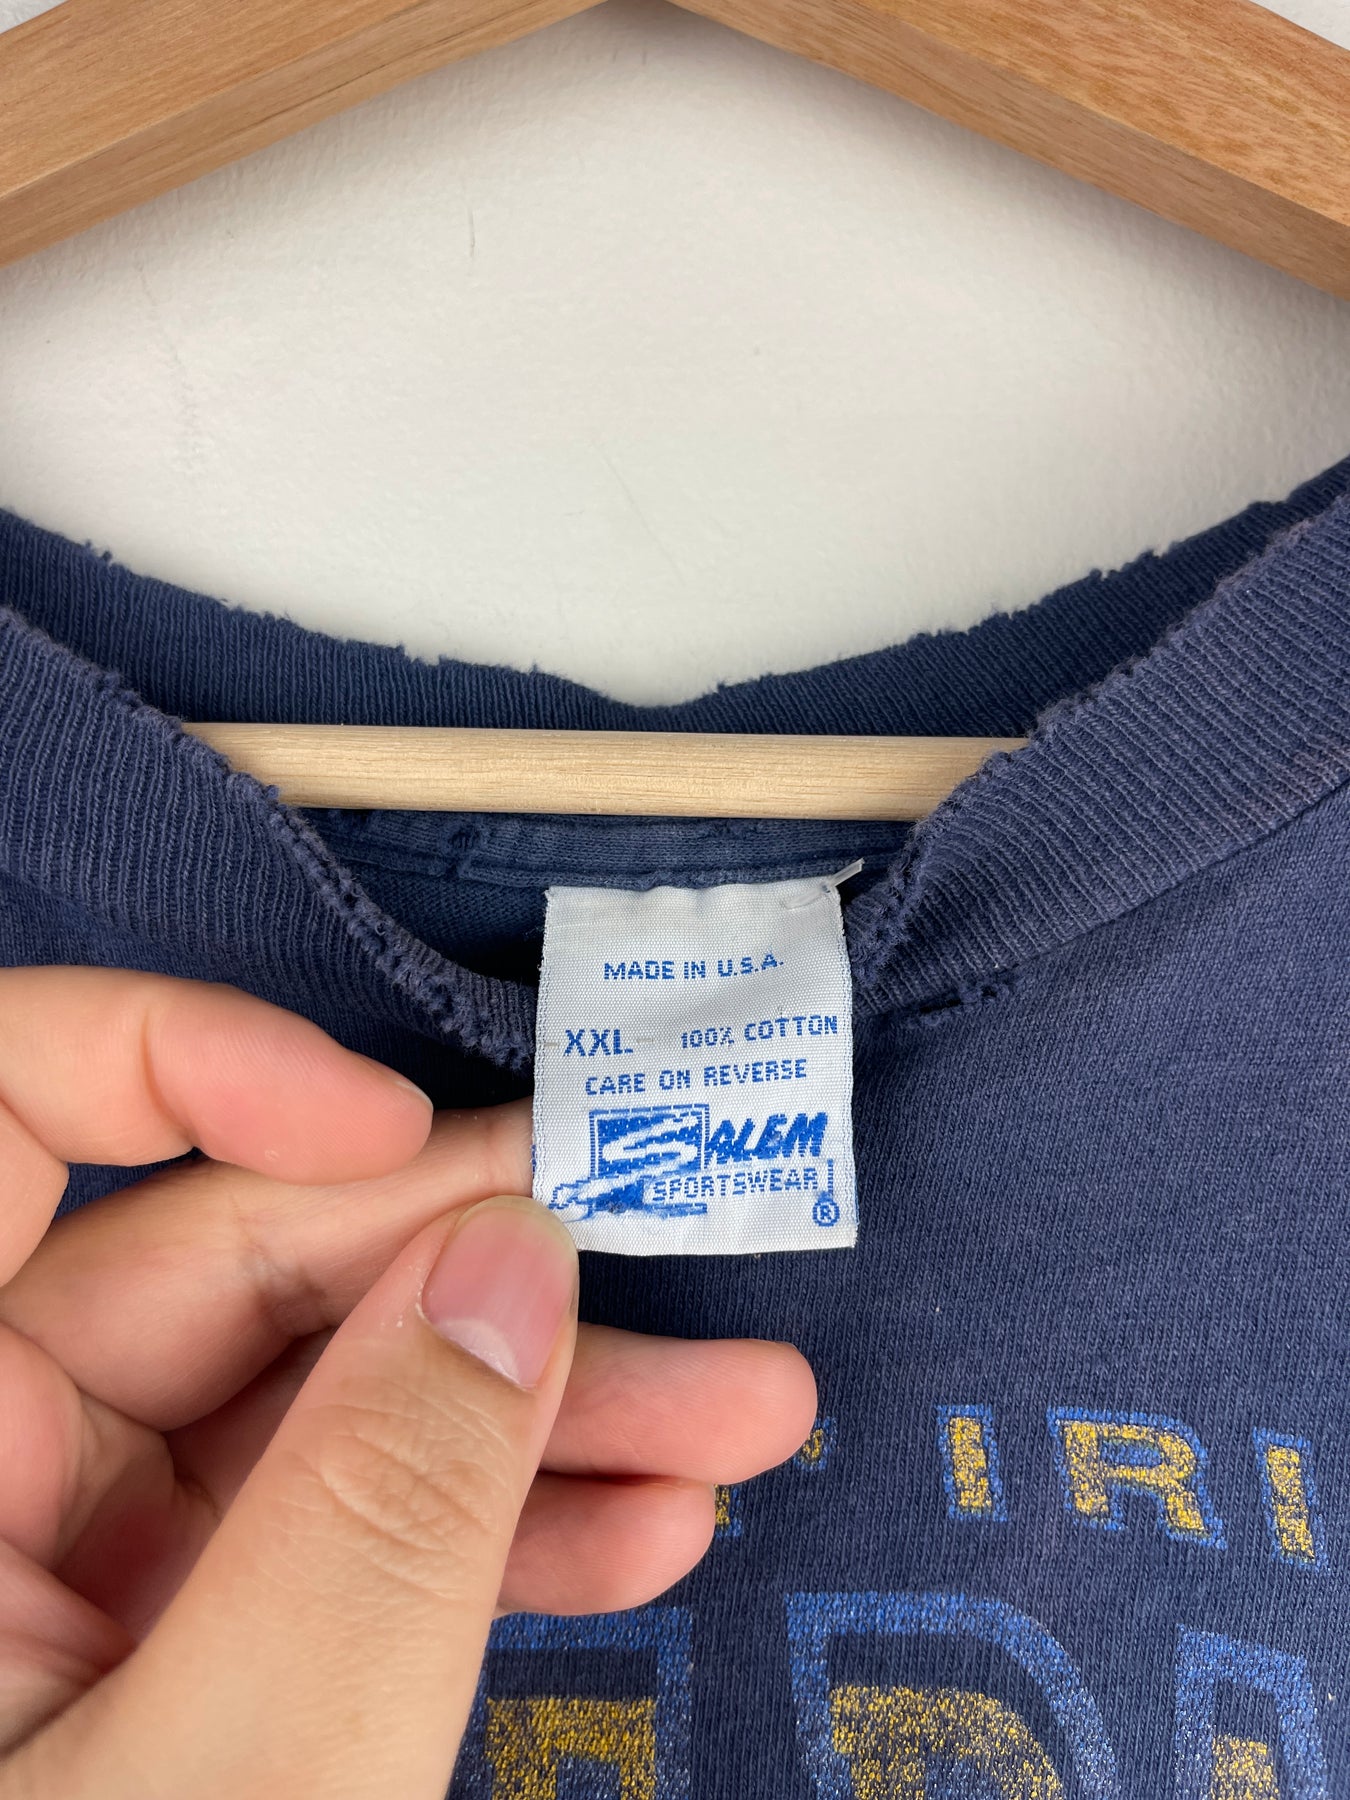 MADE IN U.S.A.
XXL 100% COTTON
CARE ON REVERSE
SALEM
SPORTSWEAR
®
IRI